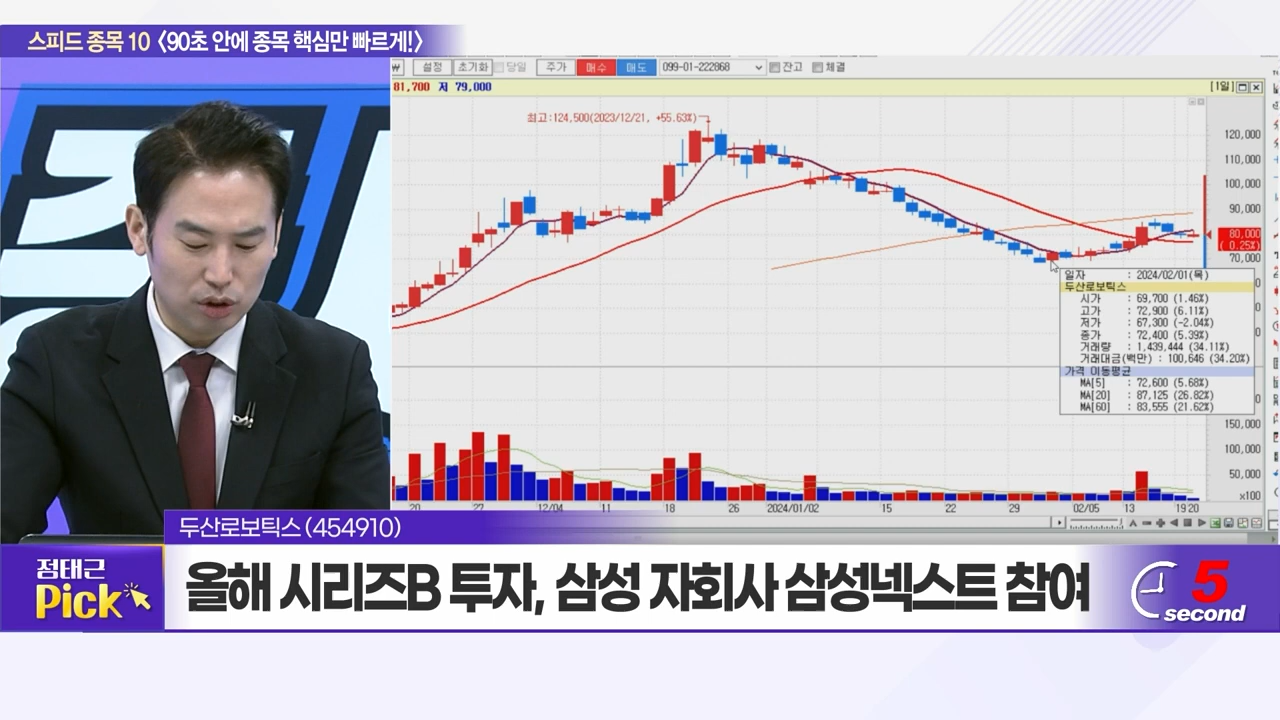 스피드 종목 10 〈90초 안에 종목 핵심만 빠르게!〉
₩ 설정 초기화 당일 주가 매수 매도 099-01-222868 잔고 체결
81,700 저 79,000 [1일]
최고:124,500(2023/12/21, +55.63%)
120,000
110,000
100,000
90,000
80,000
( 0.25%)
70,000
일자 : 2024/02/01(목)
두산로보틱스
시가 : 69,700 (1.46%)
고가 : 72,900 (6.11%)
저가 : 67,300 (-2.04%)
종가 : 72,400 (5.39%)
거래량 : 1,439,444 (34.11%)
거래대금(백만) : 100,646 (34.20%)
가격 이동평균
MA[5] : 72,600 (5.68%)
MA[20] : 87,125 (26.82%)
MA[60] : 83,555 (21.62%)
150,000
100,000
50,000
×100
20 27 12/04 11 18 26 2024/01/02 15 22 29 02/05 13 19 20
두산로보틱스 (454910)
정태근
Pick
올해 시리즈B 투자, 삼성 자회사 삼성넥스트 참여
5
second